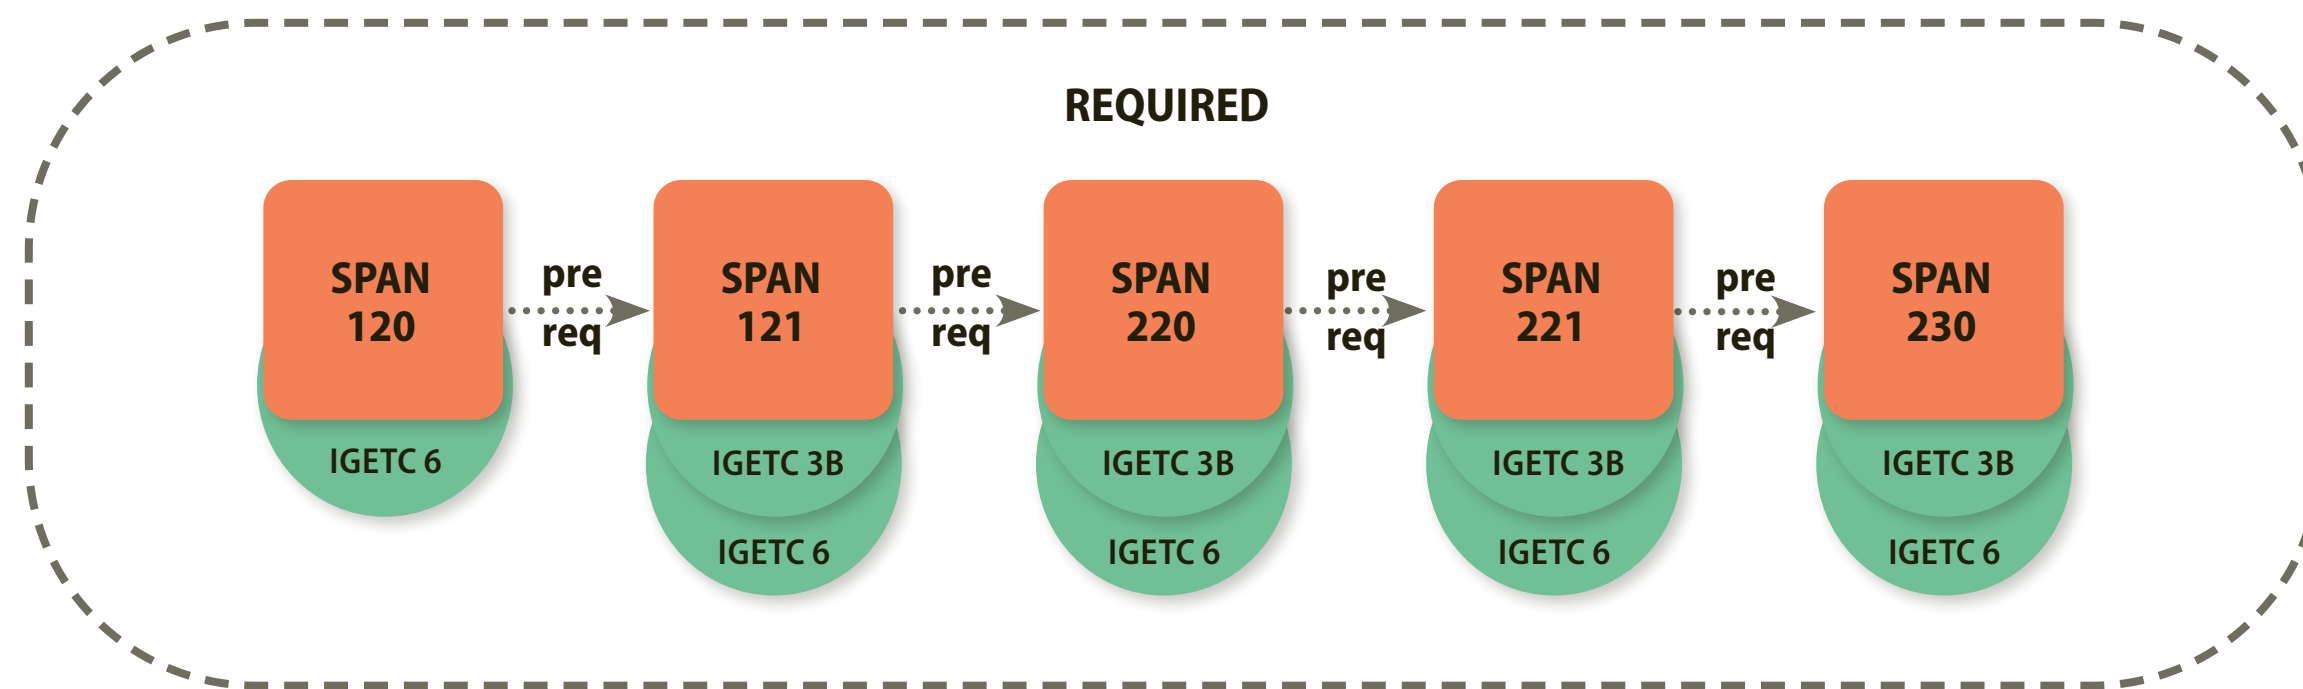 REQUIRED
SPAN
120
pre
req
SPAN
121
pre
req
SPAN
220
pre
req
SPAN
221
pre
req
SPAN
230
IGETC 6
IGETC 3B
IGETC 6
IGETC 3B
IGETC 6
IGETC 3B
IGETC 6
IGETC 3B
IGETC 6